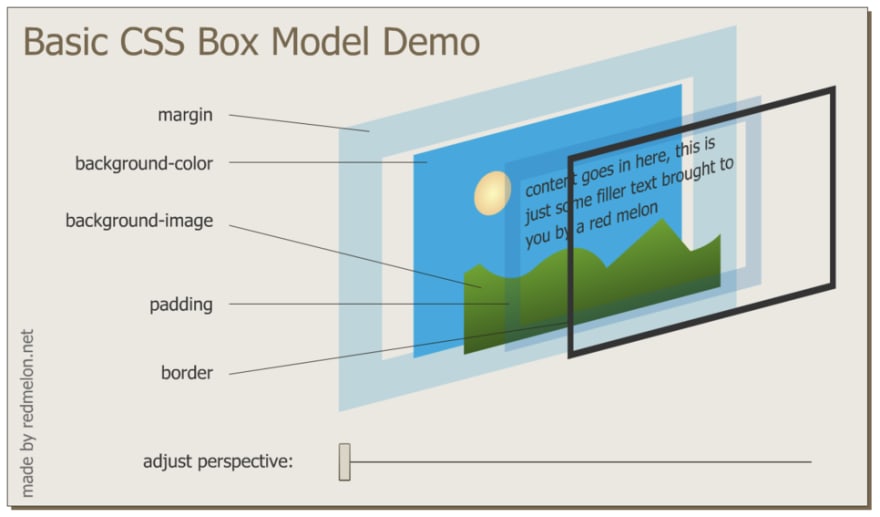 Basic CSS Box Model Demo
margin
background-color
background-image
padding
border
content goes in here, this is
just some filler text brought to
you by a red melon
adjust perspective:
made by redmelon.net